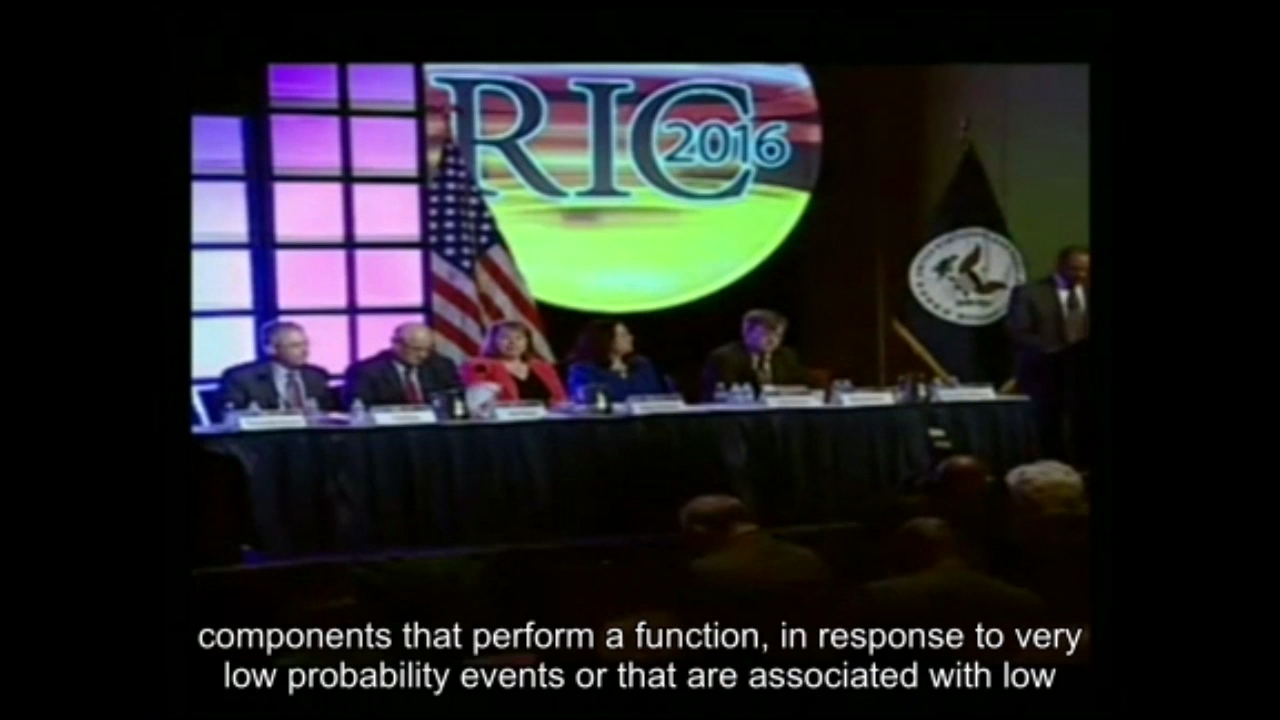 RIC
2016
components that perform a function, in response to very
low probability events or that are associated with low